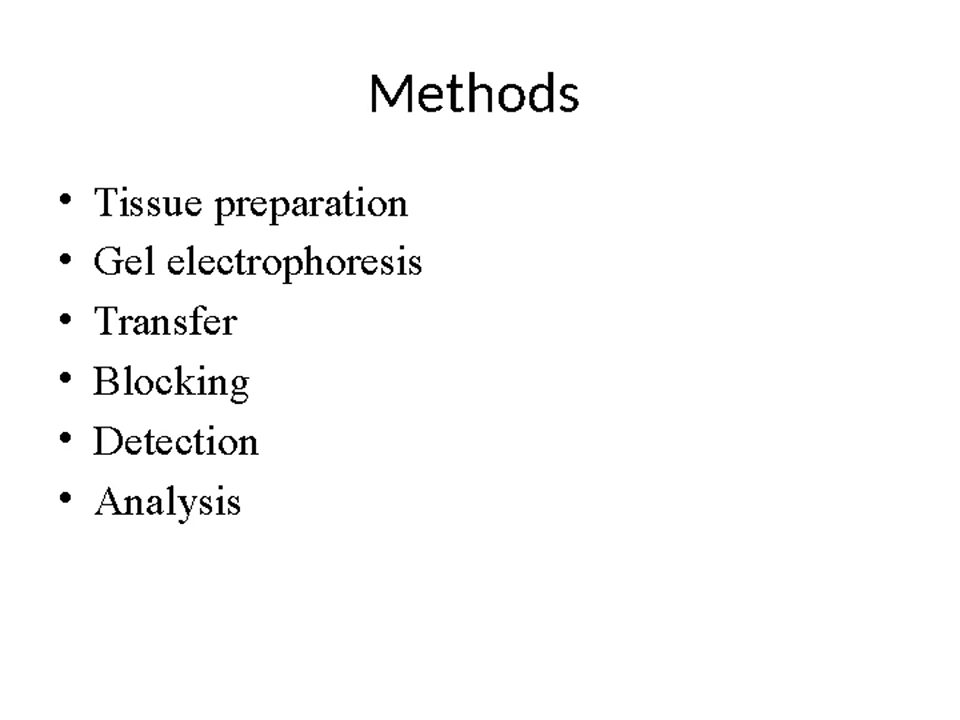 Methods
• Tissue preparation
• Gel electrophoresis
• Transfer
• Blocking
• Detection
• Analysis